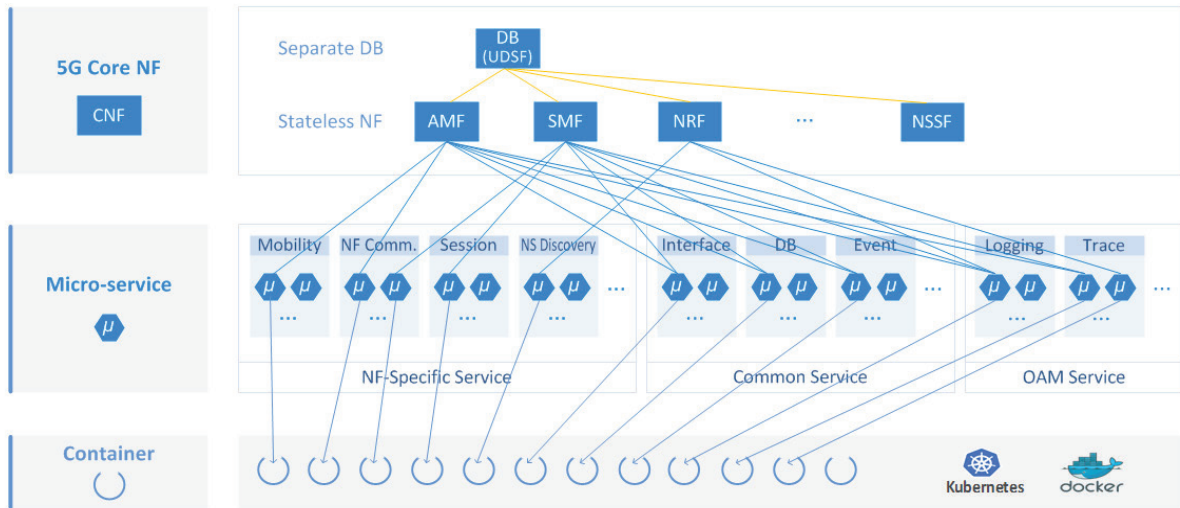 5G Core NF
CNF
Separate DB
DB
(UDSF)
Stateless NF
AMF
SMF
NRF
...
NSSF
Micro-service
μ
Mobility
NF Comm.
Session
NS Discovery
Interface
DB
Event
Logging
Trace
μ μ μ μ μ μ μ μ ... μ μ μ μ μ μ ... μ μ μ μ ...
... ... ... ... ... ... ... ... ...
NF-Specific Service
Common Service
OAM Service
Container
Kubernetes
docker